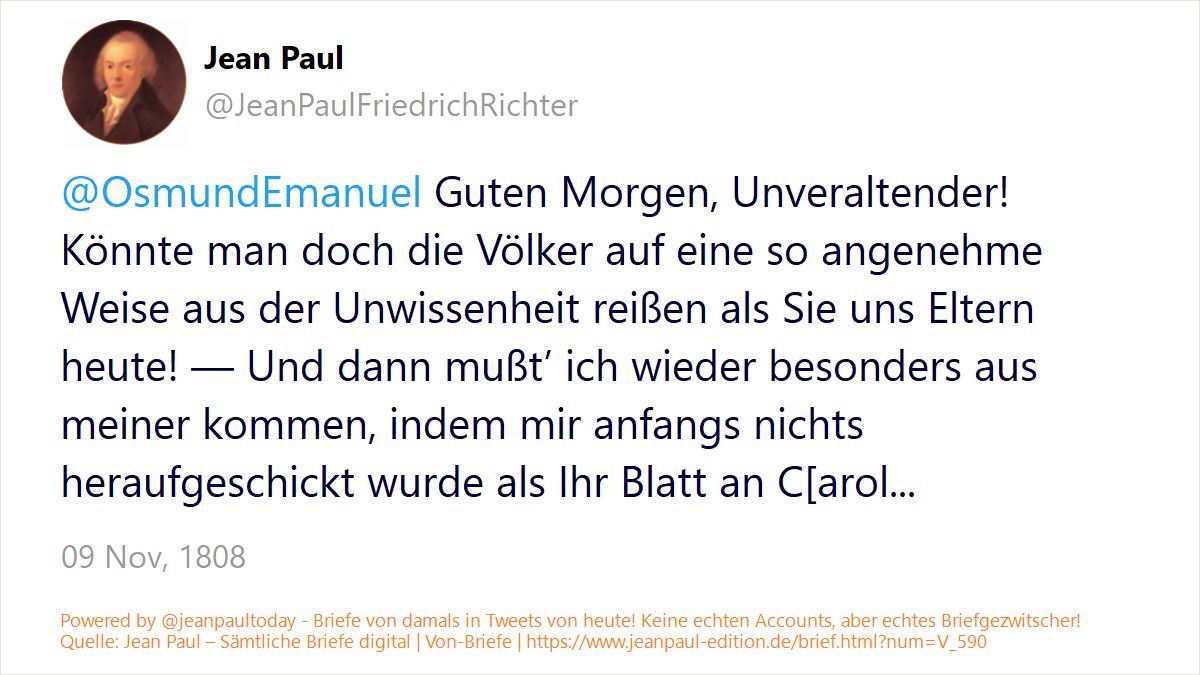 Jean Paul
@JeanPaulFriedrichRichter
@OsmundEmanuel Guten Morgen, Unveraltender!
Könnte man doch die Völker auf eine so angenehme
Weise aus der Unwissenheit reißen als Sie uns Eltern
heute! — Und dann mußt’ ich wieder besonders aus
meiner kommen, indem mir anfangs nichts
heraufgeschickt wurde als Ihr Blatt an C[arol...
09 Nov, 1808
Powered by @jeanpaultoday - Briefe von damals in Tweets von heute! Keine echten Accounts, aber echtes Briefgezwitscher!
Quelle: Jean Paul – Sämtliche Briefe digital | Von-Briefe | https://www.jeanpaul-edition.de/brief.html?num=V_590